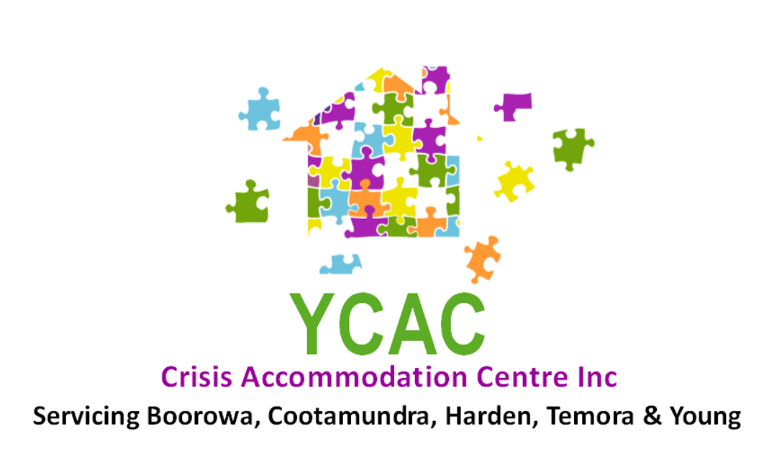 YCAC
Crisis Accommodation Centre Inc
Servicing Boorowa, Cootamundra, Harden, Temora & Young